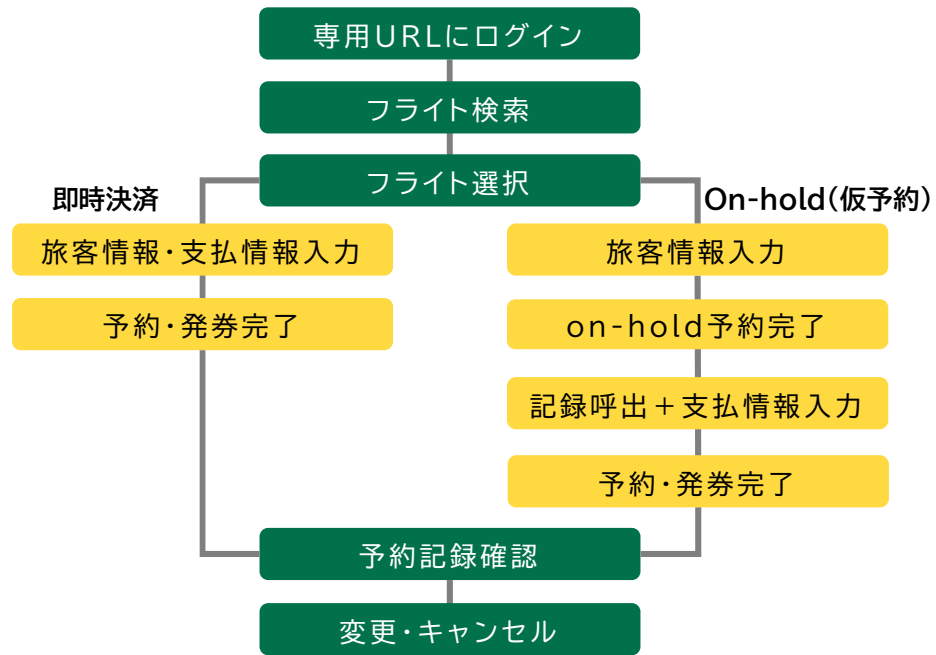 専用URLにログイン
フライト検索
フライト選択
即時決済
旅客情報・支払情報入力
予約・発券完了
On-hold(仮予約)
旅客情報入力
on-hold予約完了
記録呼出+支払情報入力
予約・発券完了
予約記録確認
変更・キャンセル